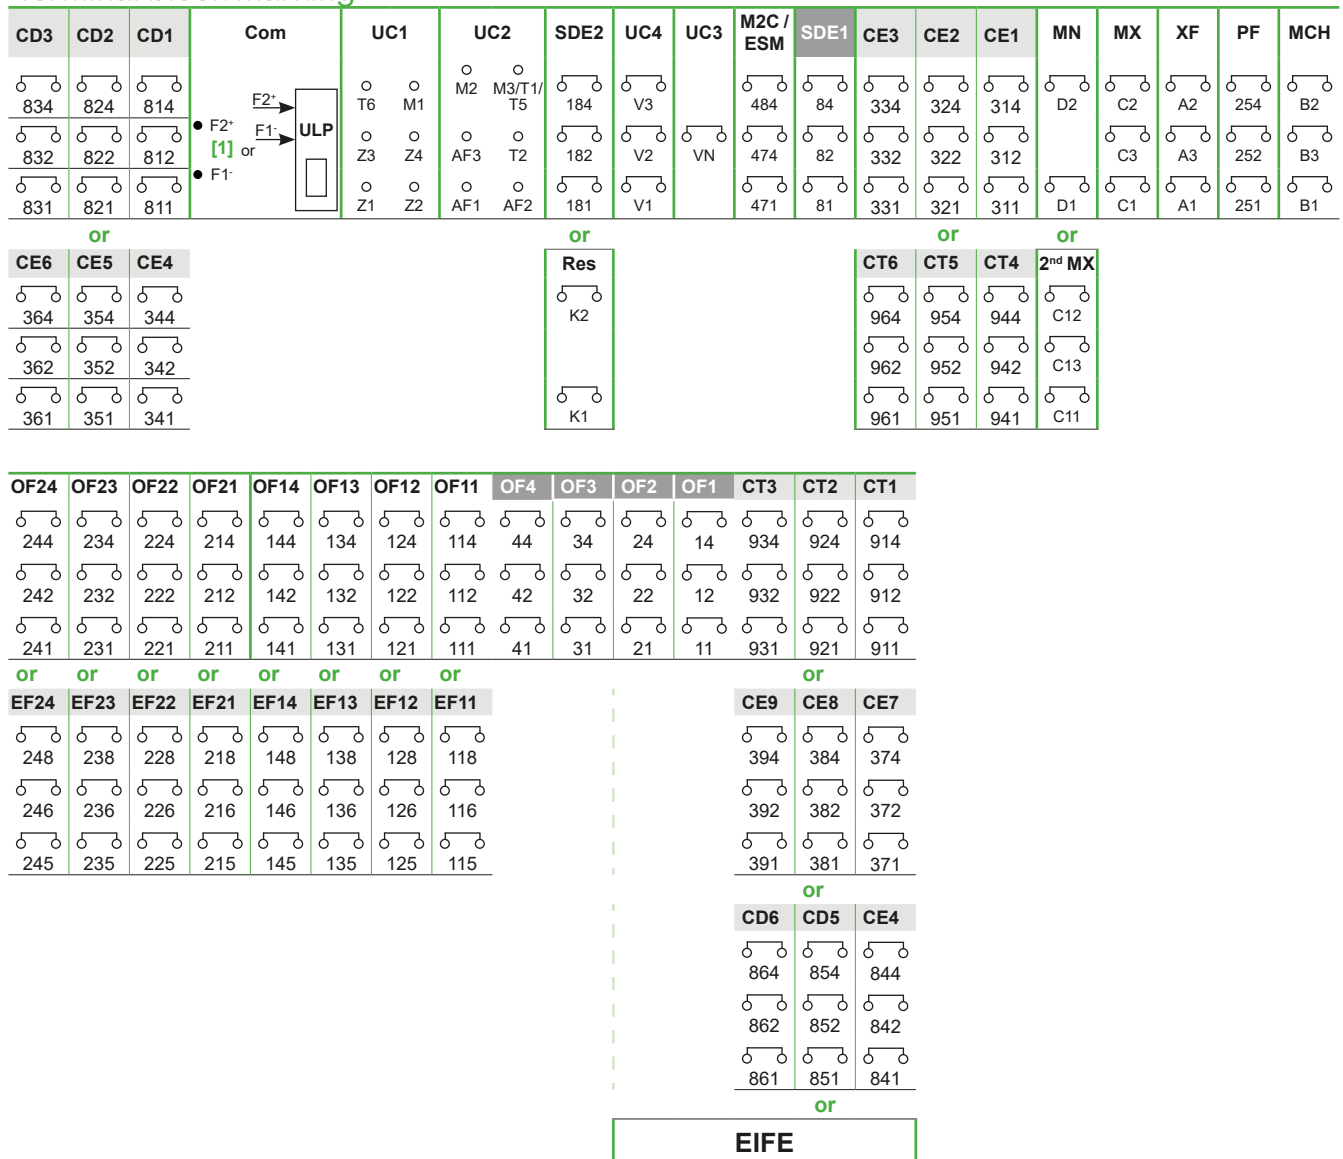 CD3 CD2 CD1 Com UC1 UC2 SDE2 UC4 UC3 M2C / ESM SDE1 CE3 CE2 CE1 MN MX XF PF MCH
834 824 814 F2+ T6 M1 M2 M3/T1/ T5 184 V3 484 84 334 324 314 D2 C2 A2 254 B2
832 822 812 F2+ [1] or F1- ULP Z3 Z4 AF3 T2 182 V2 VN 474 82 332 322 312 C3 A3 252 B3
831 821 811 F1- Z1 Z2 AF1 AF2 181 V1 471 81 331 321 311 D1 C1 A1 251 B1
or or or or
CE6 CE5 CE4 Res CT6 CT5 CT4 2nd MX
364 354 344 K2 964 954 944 C12
362 352 342 962 952 942 C13
361 351 341 K1 961 951 941 C11
OF24 OF23 OF22 OF21 OF14 OF13 OF12 OF11 OF4 OF3 OF2 OF1 CT3 CT2 CT1
244 234 224 214 144 134 124 114 44 34 24 14 934 924 914
242 232 222 212 142 132 122 112 42 32 22 12 932 922 912
241 231 221 211 141 131 121 111 41 31 21 11 931 921 911
or or or or or or or or or
EF24 EF23 EF22 EF21 EF14 EF13 EF12 EF11 CE9 CE8 CE7
248 238 228 218 148 138 128 118 394 384 374
246 236 226 216 146 136 126 116 392 382 372
245 235 225 215 145 135 125 115 391 381 371
or
CD6 CD5 CE4
864 854 844
862 852 842
861 851 841
or
EIFE